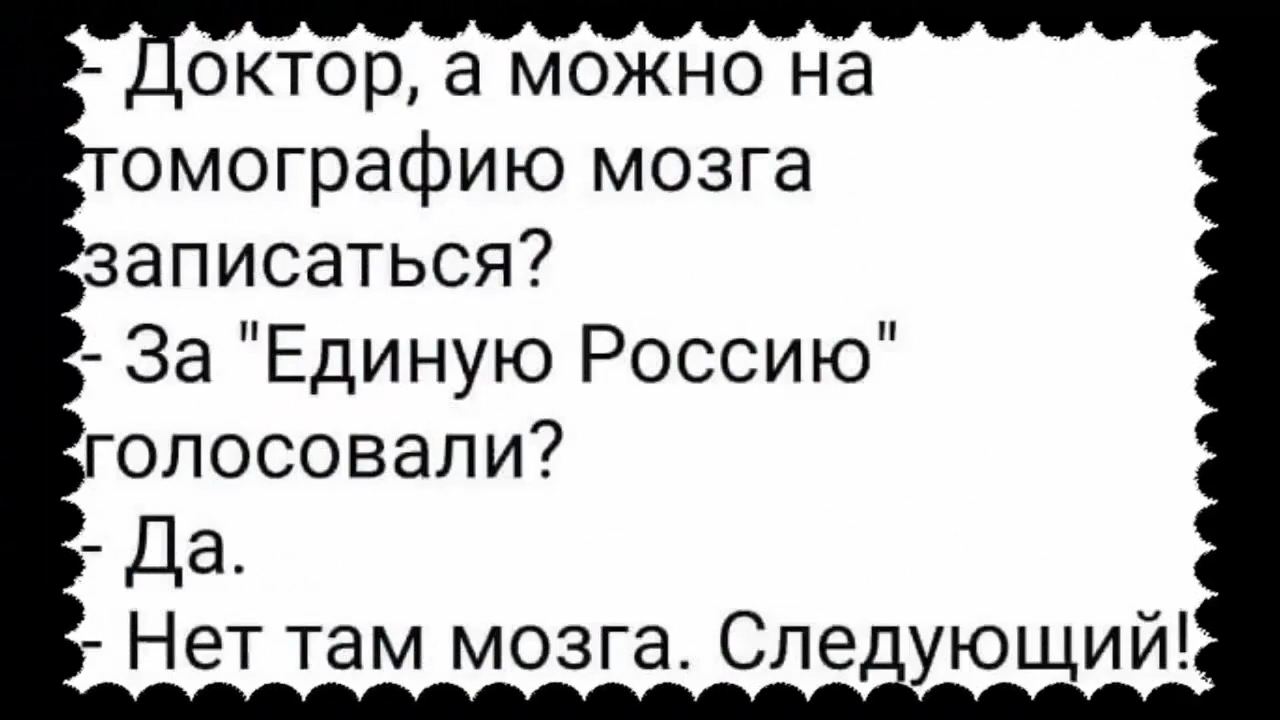 - Доктор, а можно на
томографию мозга
записаться?
- За "Единую Россию"
голосовали?
- Да.
- Нет там мозга. Следующий!